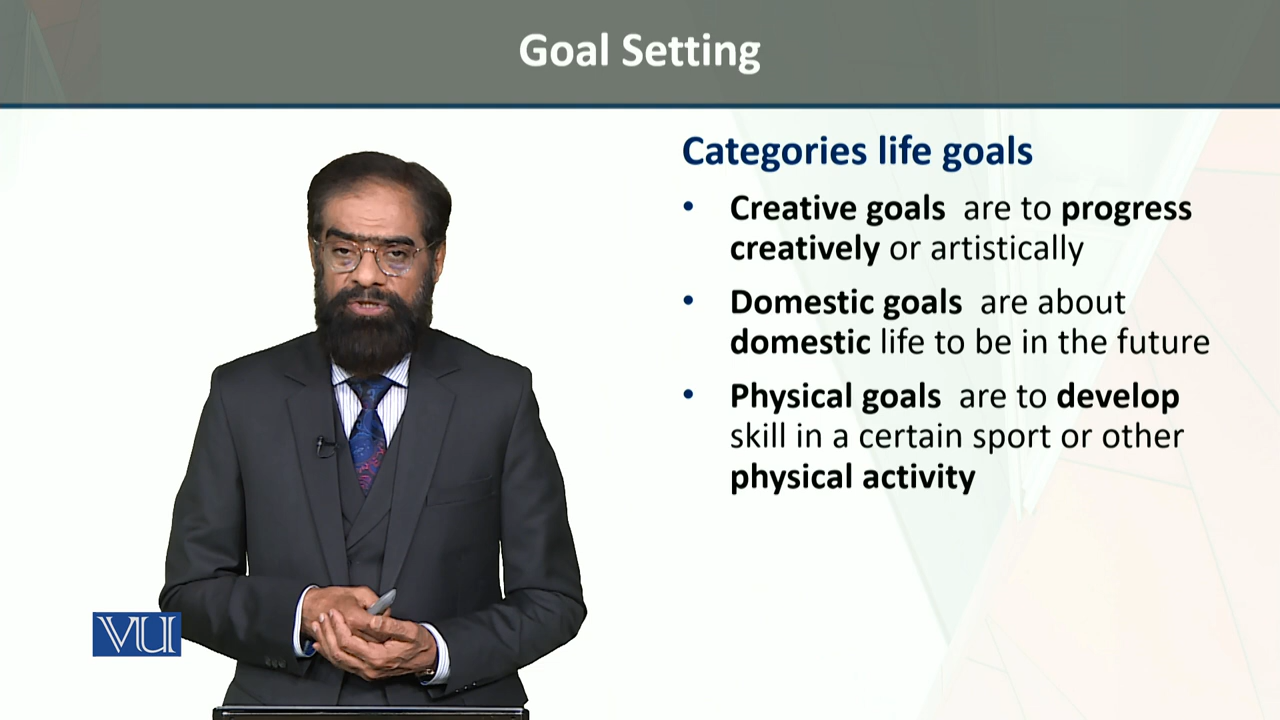 Goal Setting
Categories life goals
• Creative goals are to progress
creatively or artistically
• Domestic goals are about
domestic life to be in the future
• Physical goals are to develop
skill in a certain sport or other
physical activity
VU